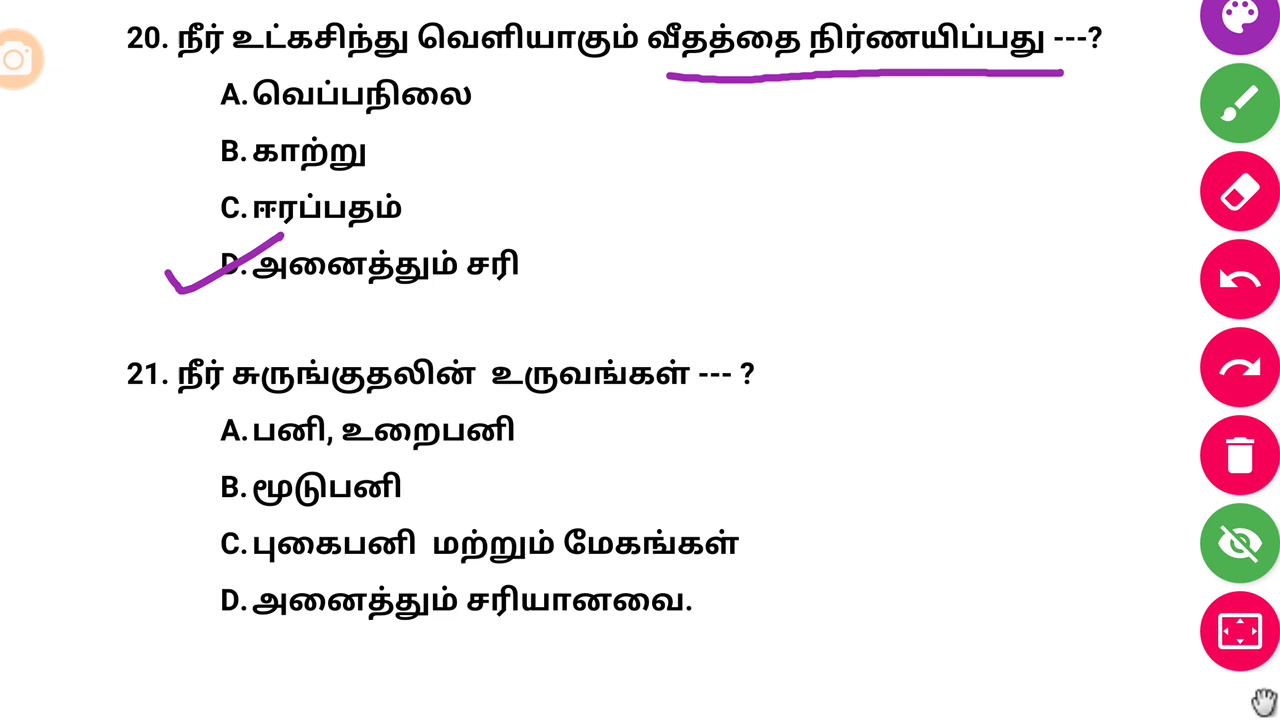 20. நீர் உட்கசிந்து வெளியாகும் வீதத்தை நிர்ணயிப்பது ---?
A. வெப்பநிலை
B. காற்று
C. ஈரப்பதம்
D. அனைத்தும் சரி
21. நீர் சுருங்குதலின் உருவங்கள் --- ?
A. பனி, உறைபனி
B. மூடுபனி
C. புகைபனி மற்றும் மேகங்கள்
D. அனைத்தும் சரியானவை.